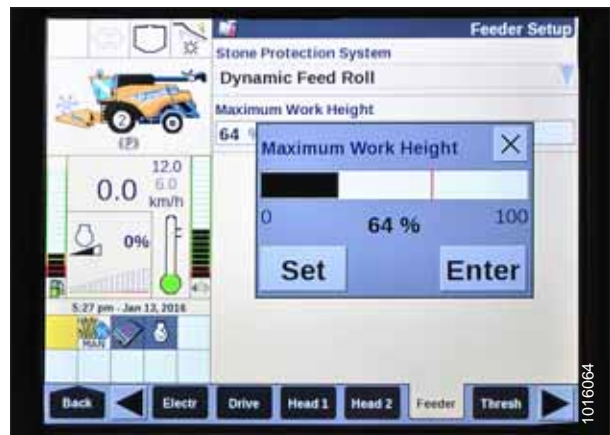 Feeder Setup
Stone Protection System
Dynamic Feed Roll
Maximum Work Height
64
Maximum Work Height
0
64 %
100
Set
Enter
2
(P)
12.0
0.0
6.0
km/h
0%
5:27 pm - Jan 13, 2016
MAN
Back
Electr
Drive
Head 1
Head 2
Feeder
Thresh
1016064